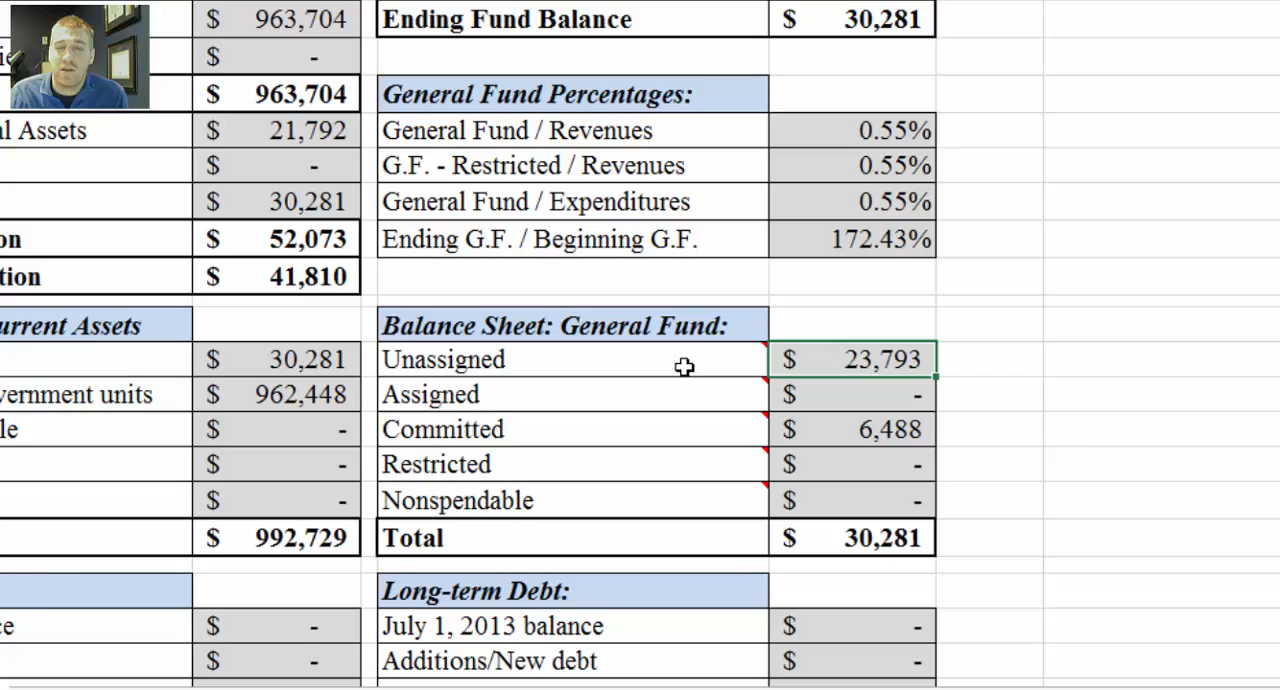 $ 963,704 Ending Fund Balance $ 30,281
$ -
$ 963,704 General Fund Percentages:
l Assets $ 21,792 General Fund / Revenues 0.55%
$ - G.F. - Restricted / Revenues 0.55%
$ 30,281 General Fund / Expenditures 0.55%
on $ 52,073 Ending G.F. / Beginning G.F. 172.43%
tion $ 41,810
urrent Assets Balance Sheet: General Fund:
$ 30,281 Unassigned $ 23,793
vernment units $ 962,448 Assigned $ -
le $ - Committed $ 6,488
$ - Restricted $ -
$ - Nonspendable $ -
$ 992,729 Total $ 30,281
Long-term Debt:
ce $ - July 1, 2013 balance $ -
$ - Additions/New debt $ -